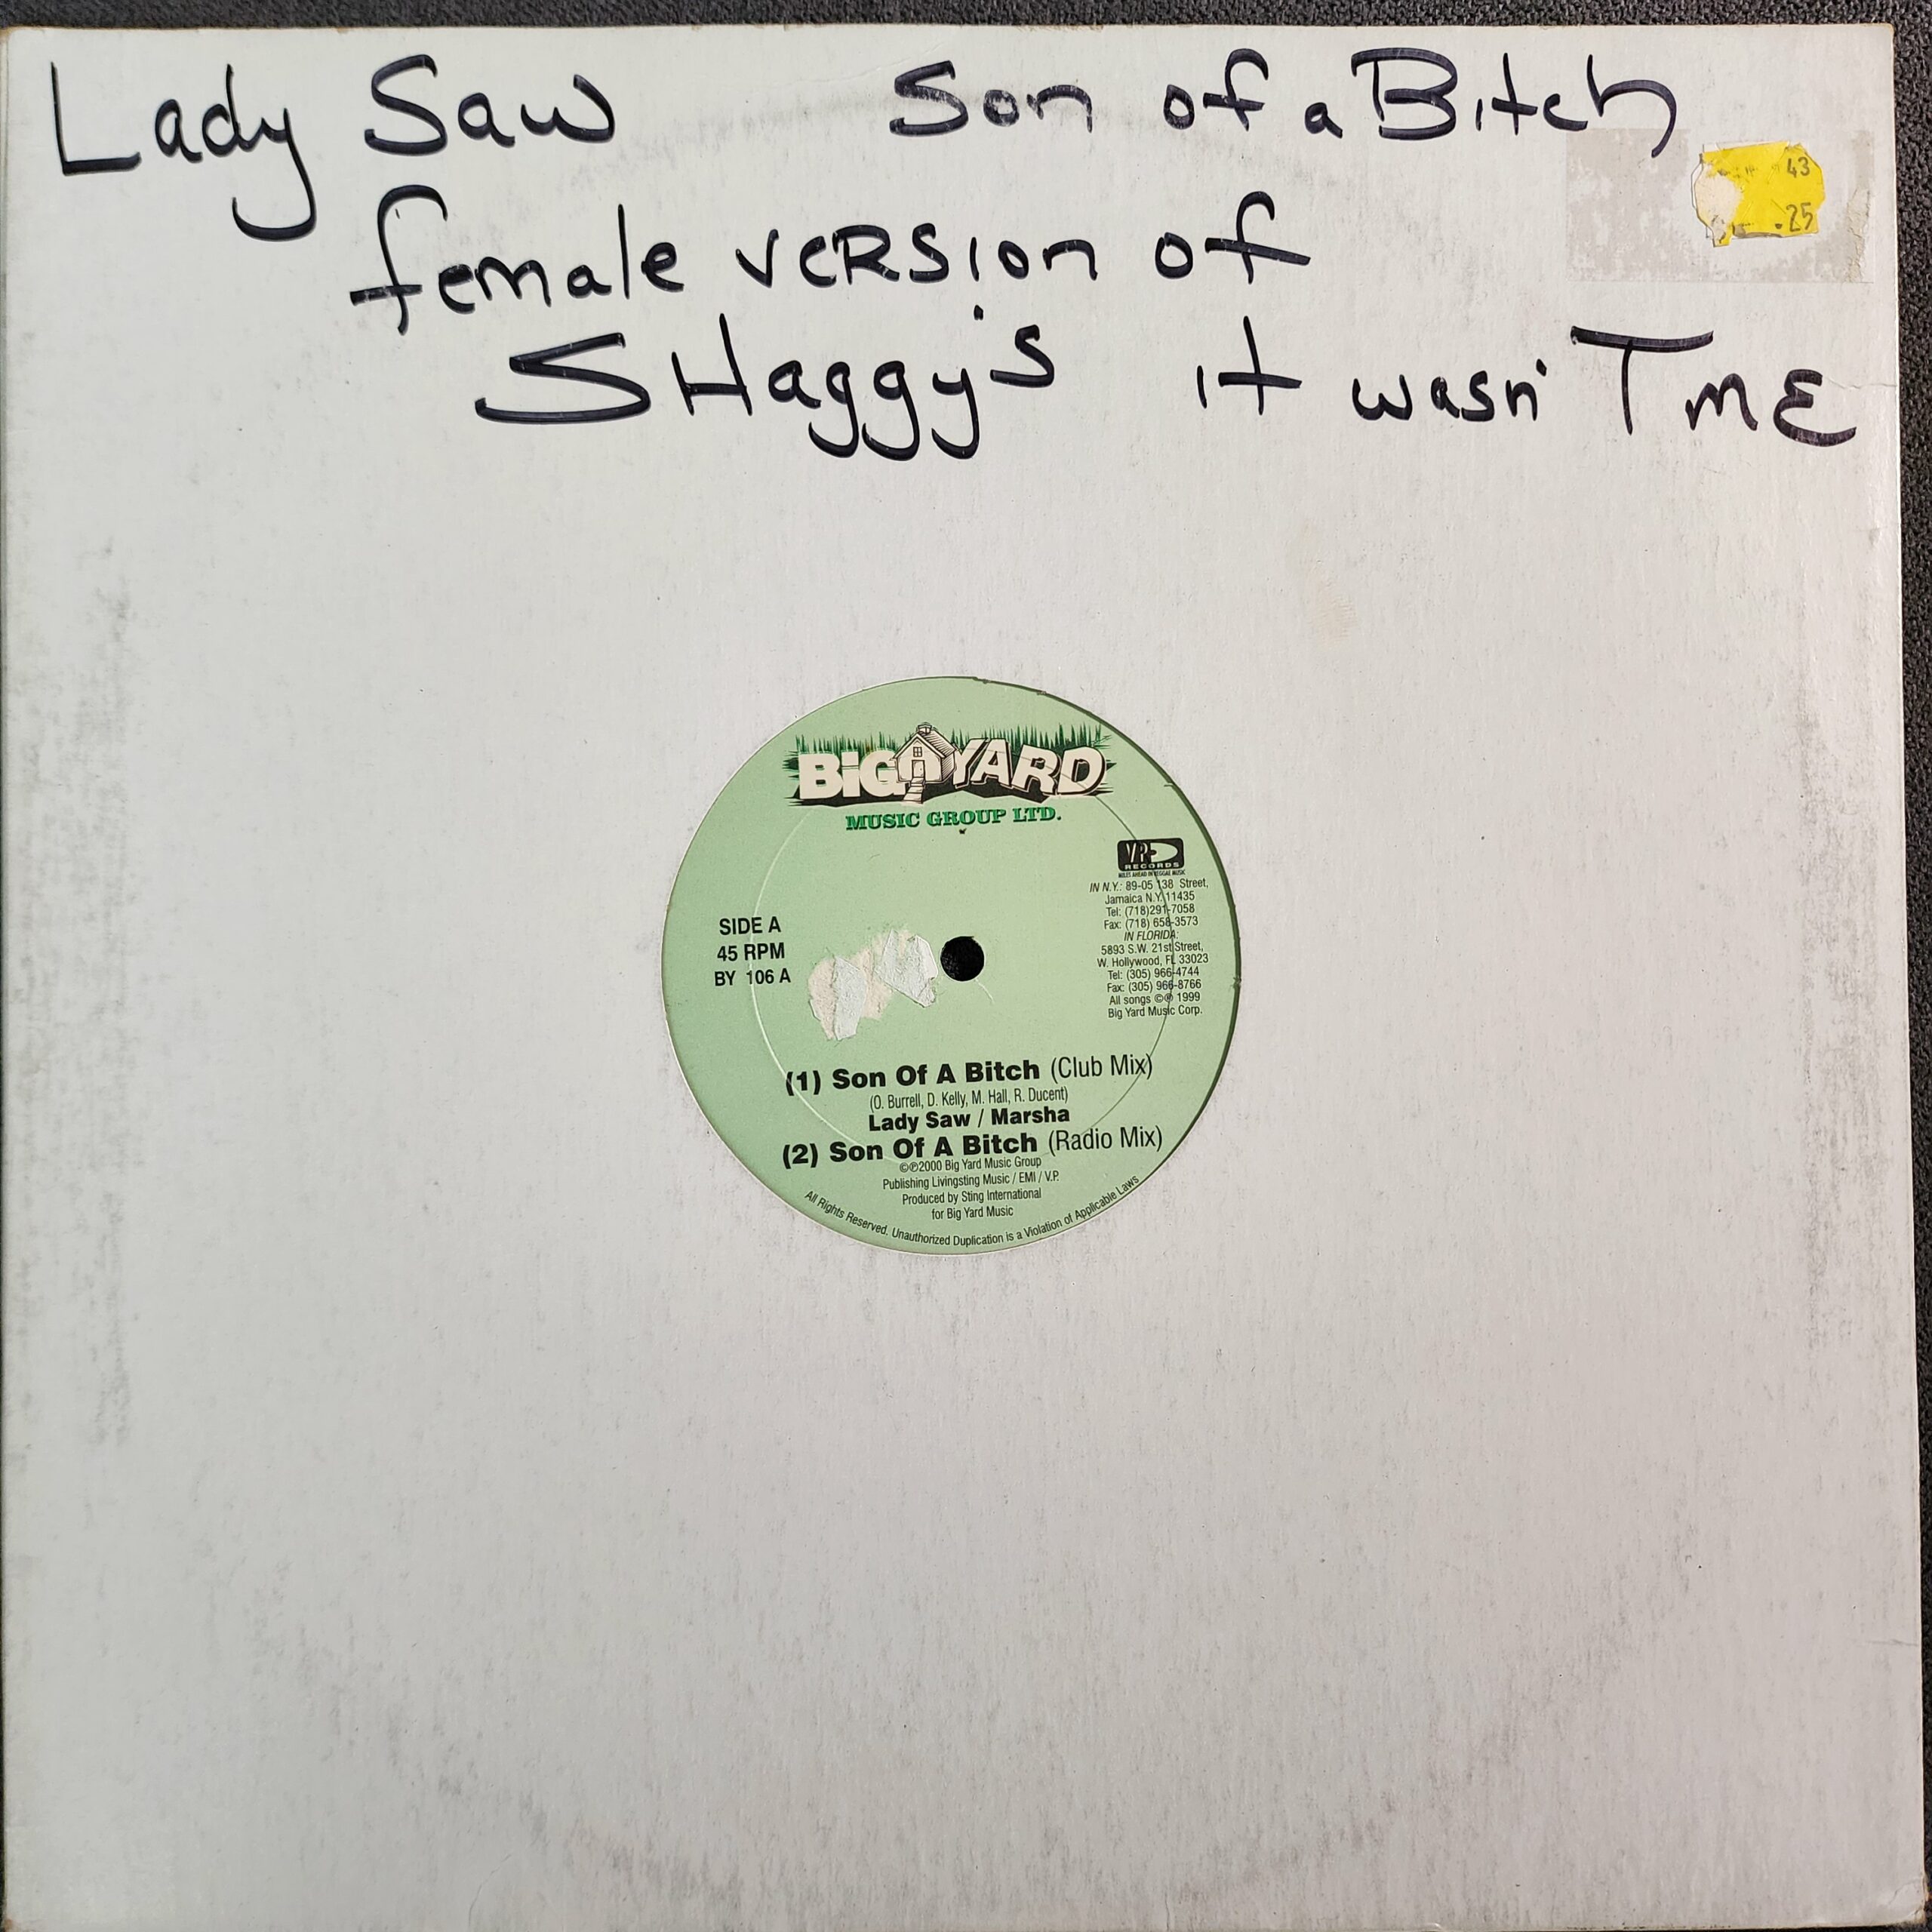 Lady Saw Son of a Bitch
female veRsion of
SHaggy's it wasn'T mE
43
.25
BiG YARD
MUSIC GROUP LTD.
VP
RECORDS
MILES AHEAD IN REGGAE MUSIC
IN N.Y.: 89-05 138 Street,
Jamaica N.Y. 11435
Tel: (718)291-7058
Fax: (718) 658-3573
IN FLORIDA:
5893 S.W. 21st Street,
W. Hollywood, FL 33023
Tel: (305) 966-4744
Fax: (305) 966-8766
All songs ©℗ 1999
Big Yard Music Corp.
SIDE A
45 RPM
BY 106 A
(1) Son Of A Bitch (Club Mix)
(O. Burrell, D. Kelly, M. Hall, R. Ducent)
Lady Saw / Marsha
(2) Son Of A Bitch (Radio Mix)
©℗2000 Big Yard Music Group
Publishing Livingsting Music / EMI / V.P.
Produced by Sting International
for Big Yard Music
All Rights Reserved. Unauthorized Duplication is a Violation of Applicable Laws